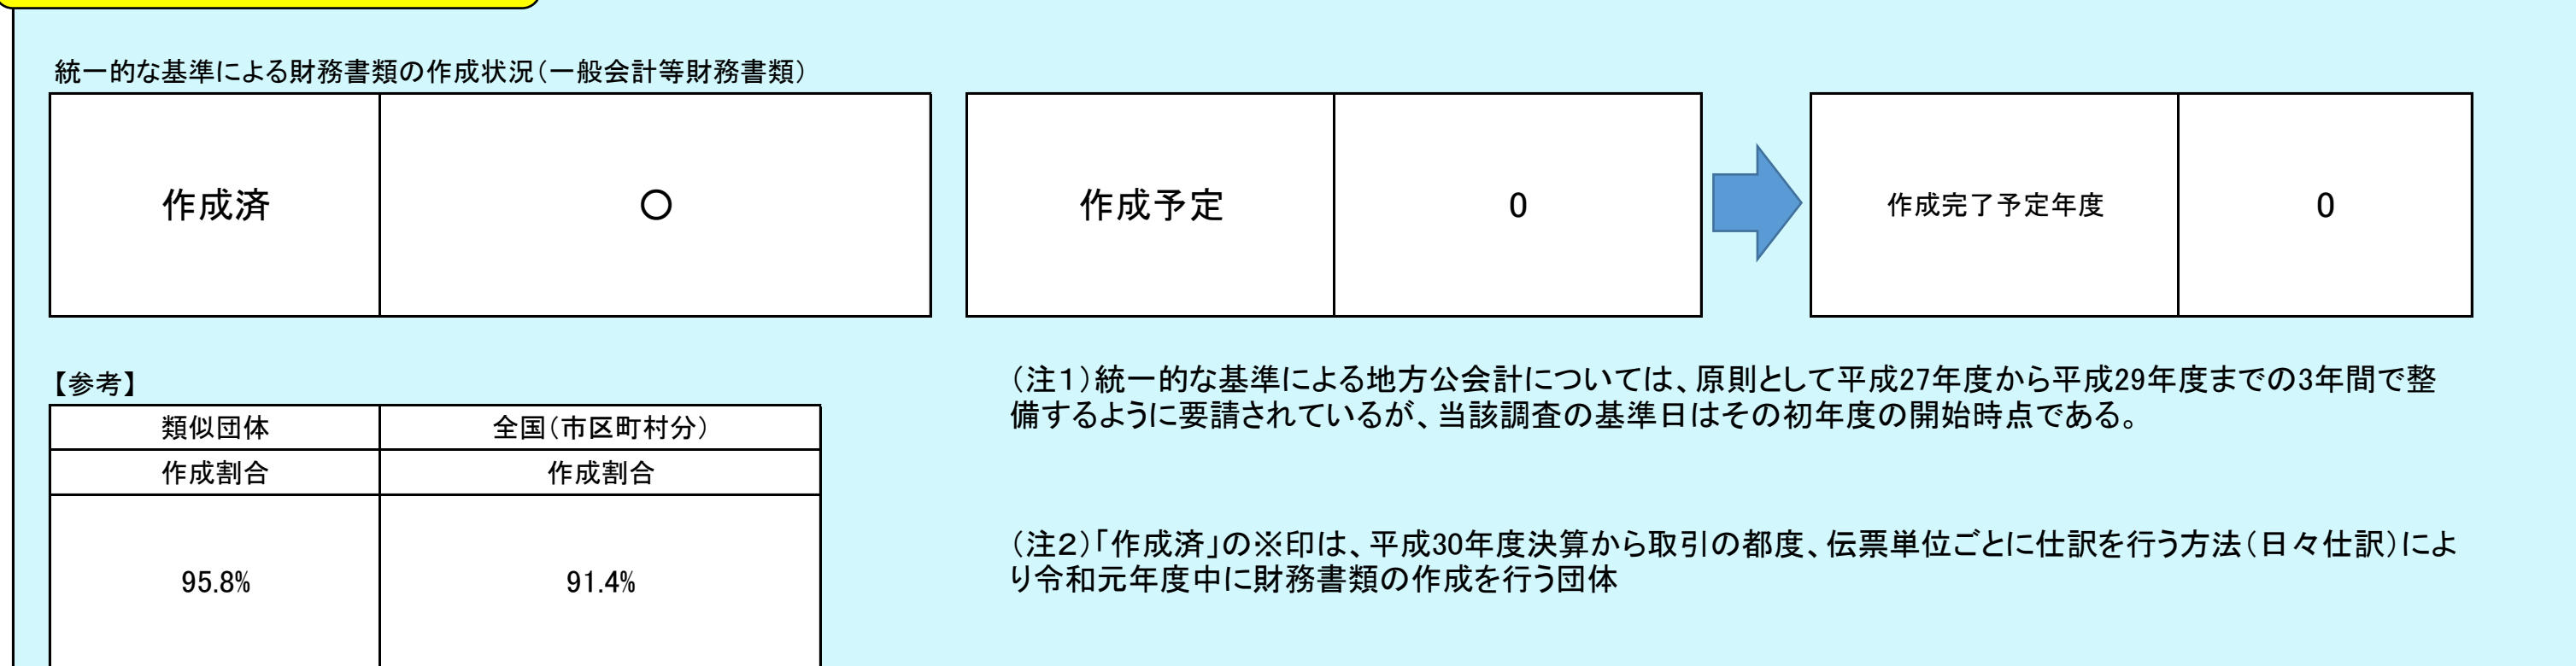 統一的な基準による財務書類の作成状況（一般会計等財務書類）
作成済 〇 作成予定 0 作成完了予定年度 0
【参考】
類似団体 全国（市区町村分）
作成割合 作成割合
95.8% 91.4%
（注１）統一的な基準による地方公会計については、原則として平成27年度から平成29年度までの3年間で整
備するように要請されているが、当該調査の基準日はその初年度の開始時点である。
（注２）「作成済」の※印は、平成30年度決算から取引の都度、伝票単位ごとに仕訳を行う方法（日々仕訳）によ
り令和元年度中に財務書類の作成を行う団体